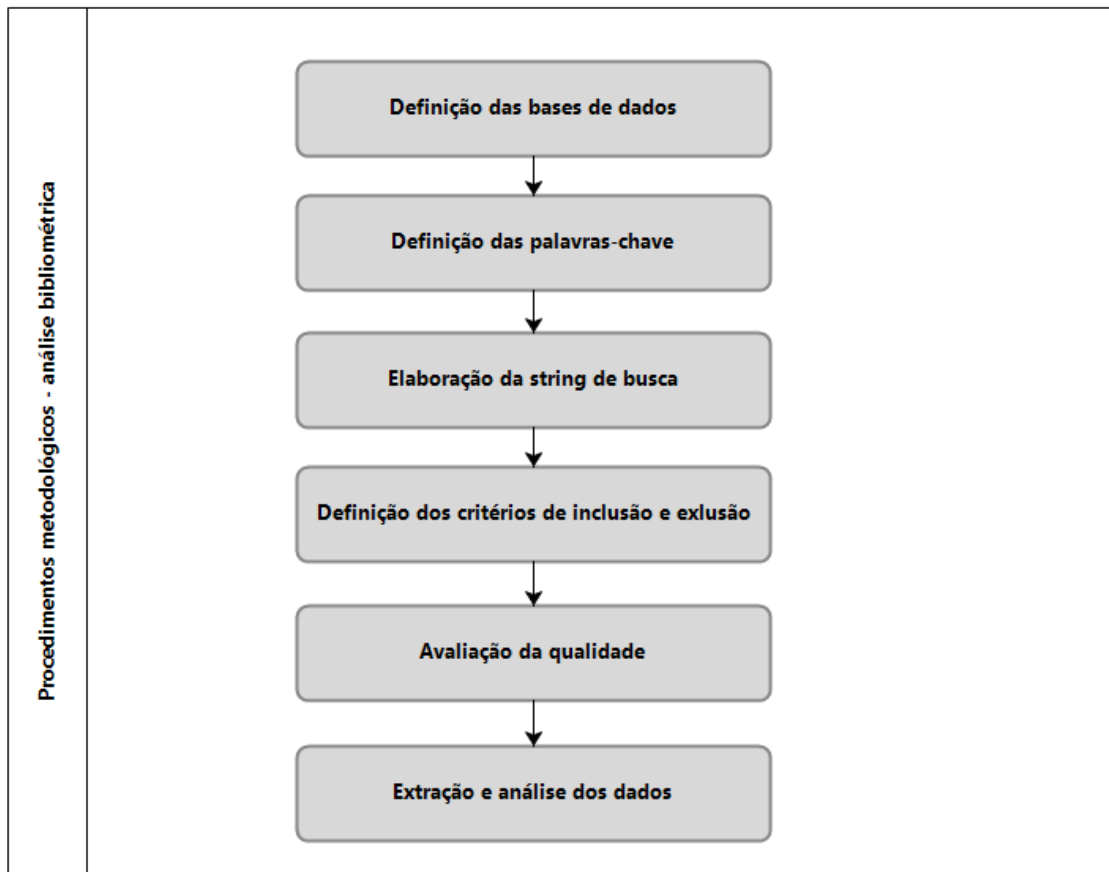 Procedimentos metodológicos - análise bibliométrica
Definição das bases de dados
Definição das palavras-chave
Elaboração da string de busca
Definição dos critérios de inclusão e exlusão
Avaliação da qualidade
Extração e análise dos dados